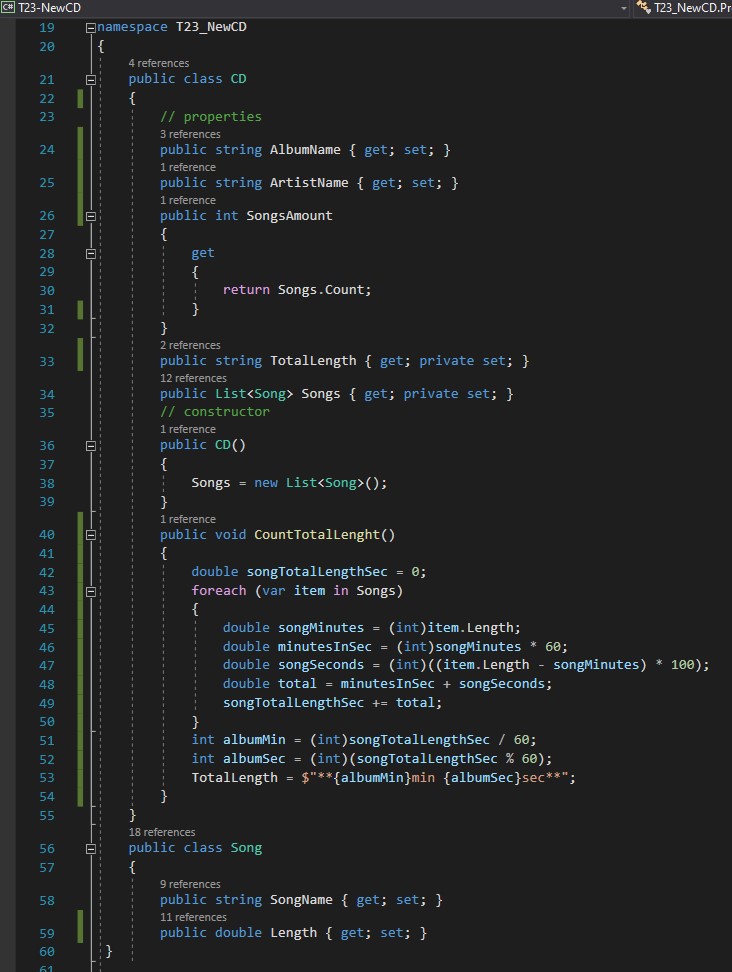 C# T23-NewCD T23_NewCD.Pr
19 namespace T23_NewCD
20 {
4 references
21 public class CD
22 {
23 // properties
3 references
24 public string AlbumName { get; set; }
1 reference
25 public string ArtistName { get; set; }
1 reference
26 public int SongsAmount
27 {
28 get
29 {
30 return Songs.Count;
31 }
32 }
2 references
33 public string TotalLength { get; private set; }
12 references
34 public List<Song> Songs { get; private set; }
35 // constructor
1 reference
36 public CD()
37 {
38 Songs = new List<Song>();
39 }
1 reference
40 public void CountTotalLenght()
41 {
42 double songTotalLengthSec = 0;
43 foreach (var item in Songs)
44 {
45 double songMinutes = (int)item.Length;
46 double minutesInSec = (int)songMinutes * 60;
47 double songSeconds = (int)((item.Length - songMinutes) * 100);
48 double total = minutesInSec + songSeconds;
49 songTotalLengthSec += total;
50 }
51 int albumMin = (int)songTotalLengthSec / 60;
52 int albumSec = (int)(songTotalLengthSec % 60);
53 TotalLength = $"**{albumMin}min {albumSec}sec**";
54 }
55 }
18 references
56 public class Song
57 {
9 references
58 public string SongName { get; set; }
11 references
59 public double Length { get; set; }
60 }
61